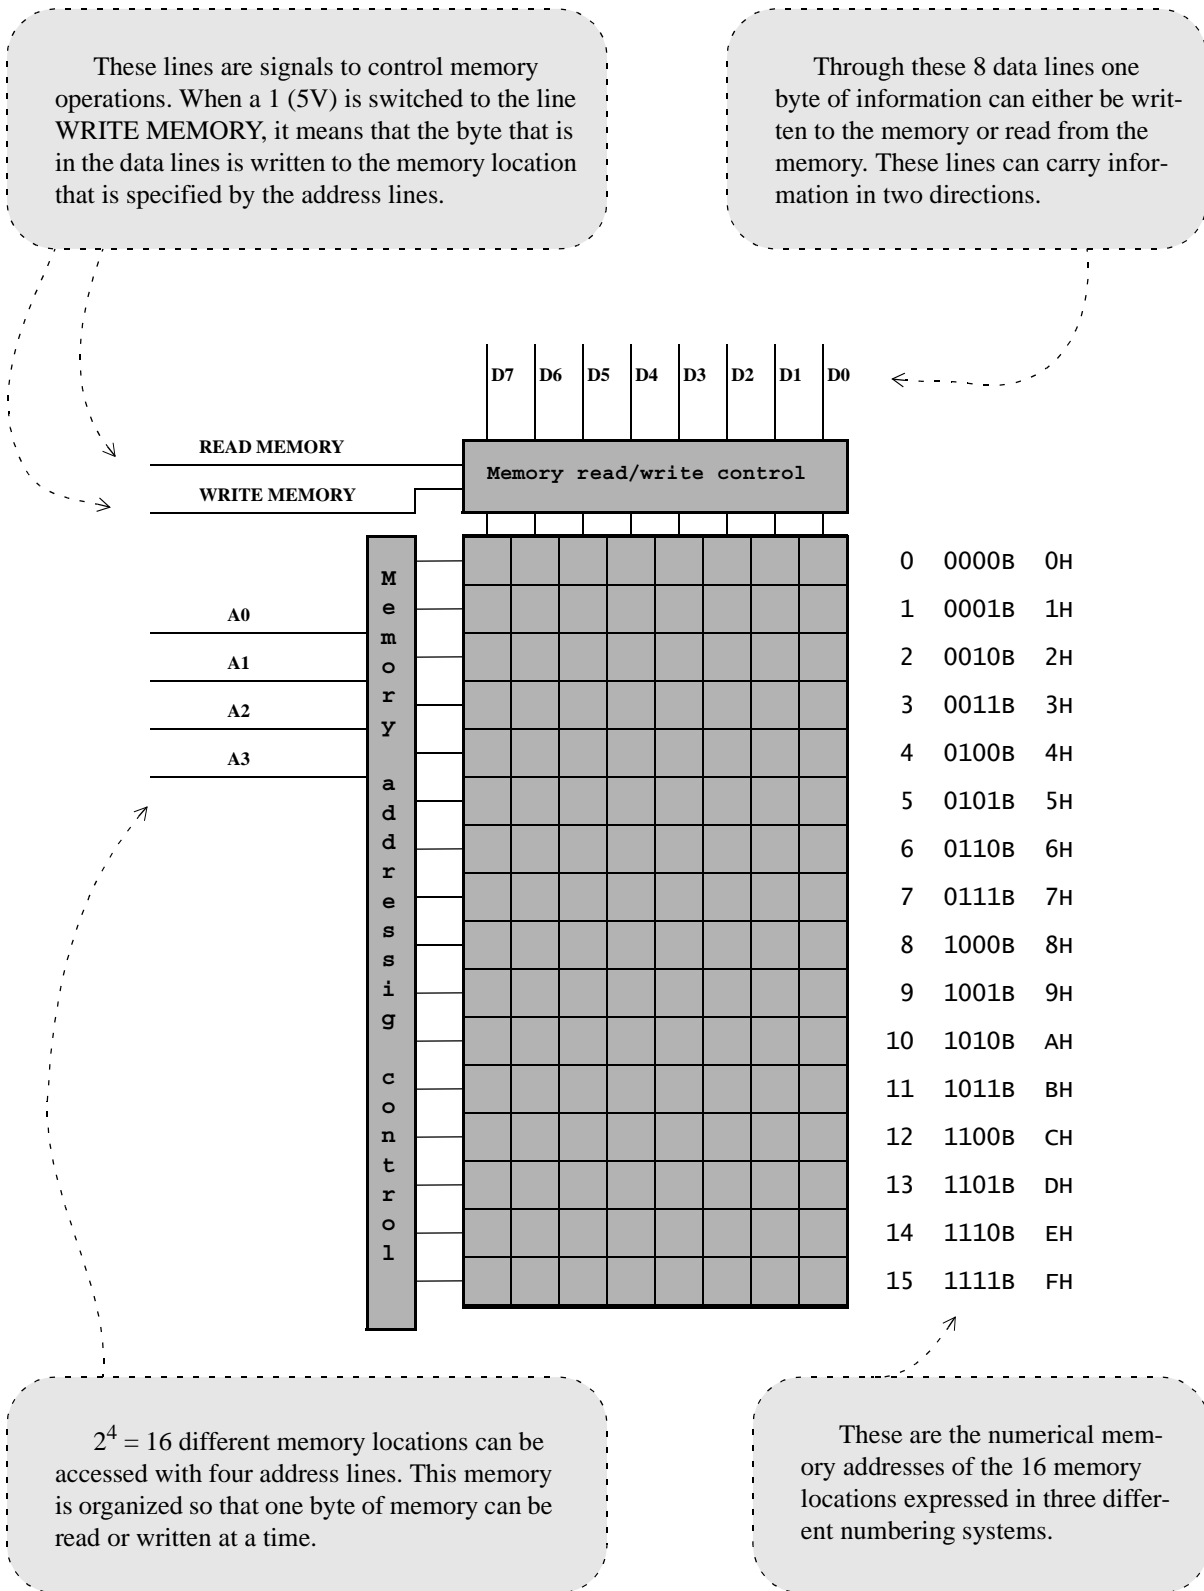 These lines are signals to control memory
operations. When a 1 (5V) is switched to the line
WRITE MEMORY, it means that the byte that is
in the data lines is written to the memory location
that is specified by the address lines.
Through these 8 data lines one
byte of information can either be writ-
ten to the memory or read from the
memory. These lines can carry infor-
mation in two directions.
D7 D6 D5 D4 D3 D2 D1 D0
READ MEMORY
WRITE MEMORY
Memory read/write control
Memory addressig control
A0
A1
A2
A3
0 0000B 0H
1 0001B 1H
2 0010B 2H
3 0011B 3H
4 0100B 4H
5 0101B 5H
6 0110B 6H
7 0111B 7H
8 1000B 8H
9 1001B 9H
10 1010B AH
11 1011B BH
12 1100B CH
13 1101B DH
14 1110B EH
15 1111B FH
2⁴ = 16 different memory locations can be
accessed with four address lines. This memory
is organized so that one byte of memory can be
read or written at a time.
These are the numerical mem-
ory addresses of the 16 memory
locations expressed in three differ-
ent numbering systems.